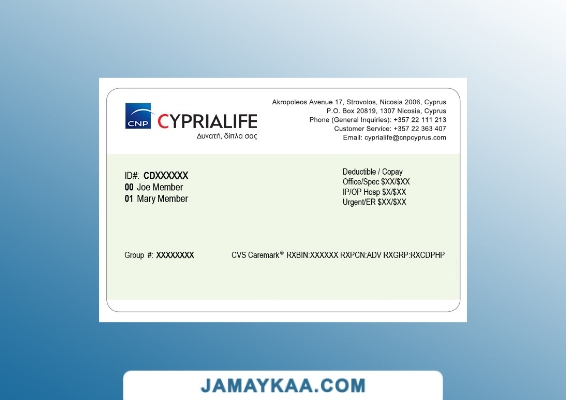 CNP
CYPRIALIFE
Δυνατή, δίπλα σας
Akropoleos Avenue 17, Strovolos, Nicosia 2006, Cyprus
P.O. Box 20819, 1307 Nicosia, Cyprus
Phone (General Inquiries): +357 22 111 213
Customer Service: +357 22 363 407
Email: cyprialife@cnpcyprus.com
ID#: CDXXXXXX
00 Joe Member
01 Mary Member
Deductible / Copay
Office/Spec $XX/$XX
IP/OP Hosp $X/$XX
Urgent/ER $XX/$XX
Group #: XXXXXXXX
CVS Caremark® RXBIN:XXXXXX RXPCN:ADV RXGRP:RXCDPHP
JAMAYKAA.COM